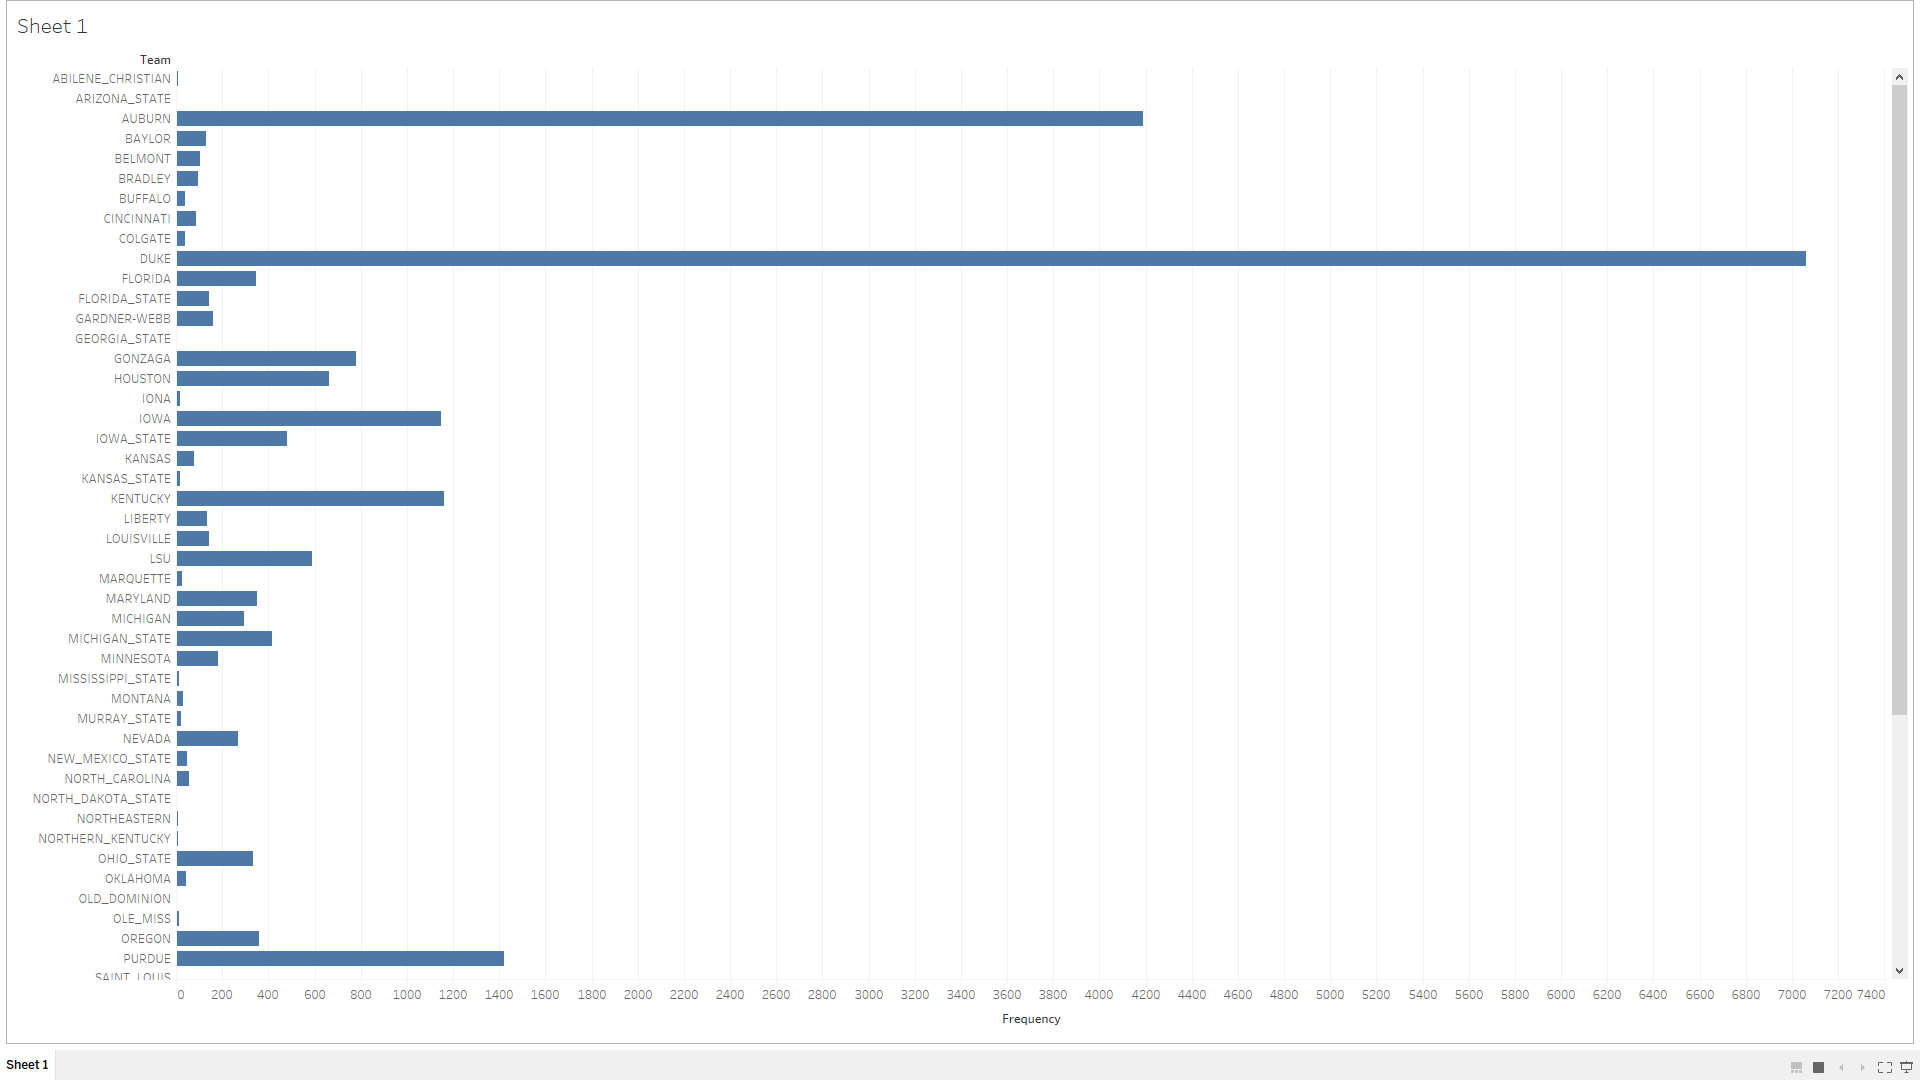 Sheet 1
Team
ABILENE_CHRISTIAN
ARIZONA_STATE
AUBURN
BAYLOR
BELMONT
BRADLEY
BUFFALO
CINCINNATI
COLGATE
DUKE
FLORIDA
FLORIDA_STATE
GARDNER-WEBB
GEORGIA_STATE
GONZAGA
HOUSTON
IONA
IOWA
IOWA_STATE
KANSAS
KANSAS_STATE
KENTUCKY
LIBERTY
LOUISVILLE
LSU
MARQUETTE
MARYLAND
MICHIGAN
MICHIGAN_STATE
MINNESOTA
MISSISSIPPI_STATE
MONTANA
MURRAY_STATE
NEVADA
NEW_MEXICO_STATE
NORTH_CAROLINA
NORTH_DAKOTA_STATE
NORTHEASTERN
NORTHERN_KENTUCKY
OHIO_STATE
OKLAHOMA
OLD_DOMINION
OLE_MISS
OREGON
PURDUE
SAINT_LOUIS
0 200 400 600 800 1000 1200 1400 1600 1800 2000 2200 2400 2600 2800 3000 3200 3400 3600 3800 4000 4200 4400 4600 4800 5000 5200 5400 5600 5800 6000 6200 6400 6600 6800 7000 7200 7400
Frequency
Sheet 1